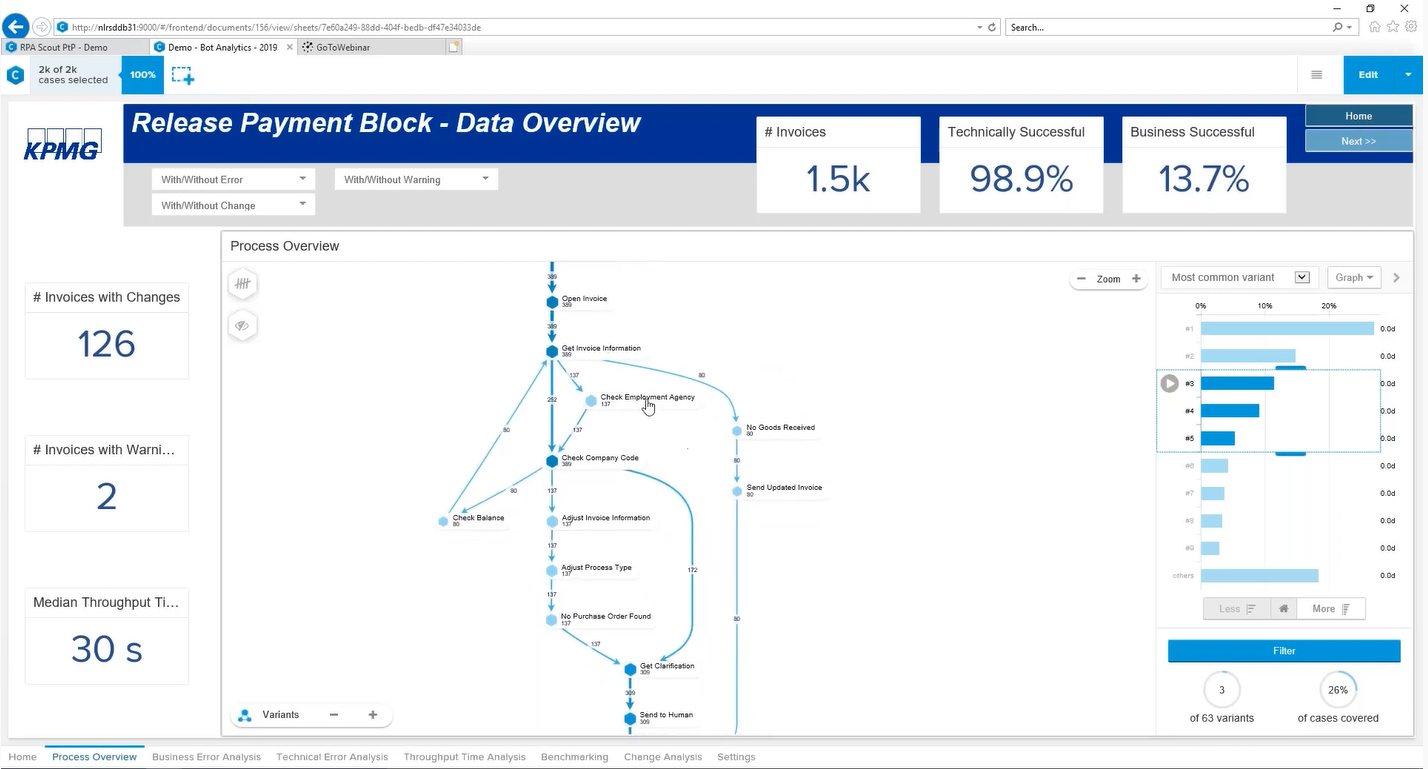 http://nlrsddb31:9000/#/frontend/documents/156/view/sheets/7e60a249-88dd-404f-bedb-df47e34033de
Search...
RPA Scout PtP - Demo
Demo - Bot Analytics - 2019
GoToWebinar
C
2k of 2k
cases selected
100%
Edit
KPMG
Release Payment Block - Data Overview
Home
Next >>
# Invoices
1.5k
Technically Successful
98.9%
Business Successful
13.7%
With/Without Error
With/Without Warning
With/Without Change
Process Overview
# Invoices with Changes
126
# Invoices with Warni...
2
Median Throughput Ti...
30 s
Zoom
389
Open Invoice
389
389
Get Invoice Information
389
137
80
252
Check Employment Agency
137
80
137
No Goods Received
80
Check Company Code
389
80
80
137
Send Updated Invoice
80
Check Balance
80
Adjust Invoice Information
137
137
Adjust Process Type
137
172
137
No Purchase Order Found
137
80
137
Get Clarification
309
309
Send to Human
309
Variants
Most common variant
Graph
0%
10%
20%
#1
0.0d
#2
0.0d
#3
0.0d
#4
0.0d
#5
0.0d
#6
0.0d
#7
0.0d
#8
0.0d
#9
0.0d
others
0.0d
Less
More
Filter
3
of 63 variants
26%
of cases covered
Home
Process Overview
Business Error Analysis
Technical Error Analysis
Throughput Time Analysis
Benchmarking
Change Analysis
Settings